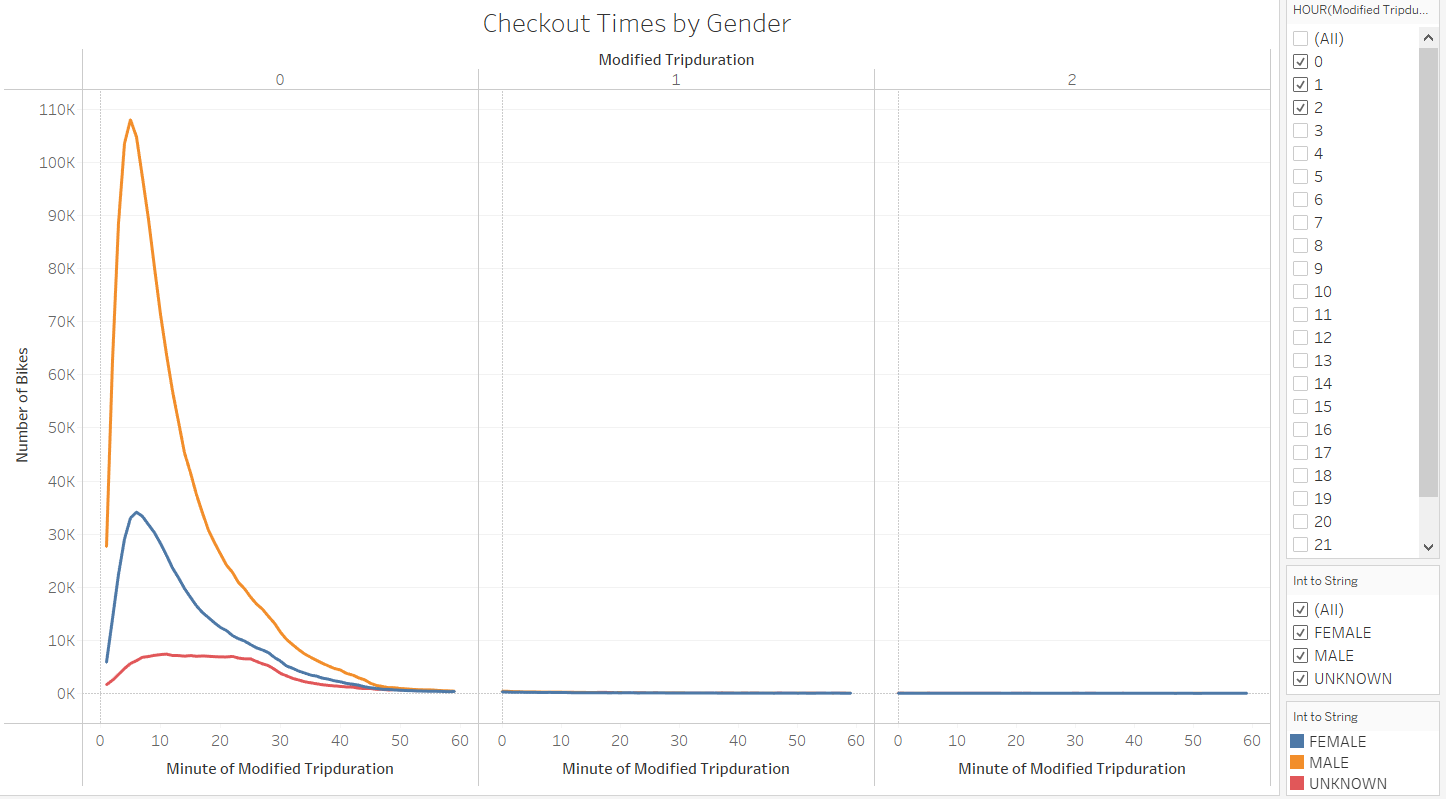 Checkout Times by Gender
Modified Tripduration
0 1 2
110K
100K
90K
80K
70K
60K
50K
40K
30K
20K
10K
0K
Number of Bikes
0 10 20 30 40 50 60 0 10 20 30 40 50 60 0 10 20 30 40 50 60
Minute of Modified Tripduration Minute of Modified Tripduration Minute of Modified Tripduration
HOUR(Modified Tripdu...
(All)
0
1
2
3
4
5
6
7
8
9
10
11
12
13
14
15
16
17
18
19
20
21
Int to String
(All)
FEMALE
MALE
UNKNOWN
Int to String
FEMALE
MALE
UNKNOWN